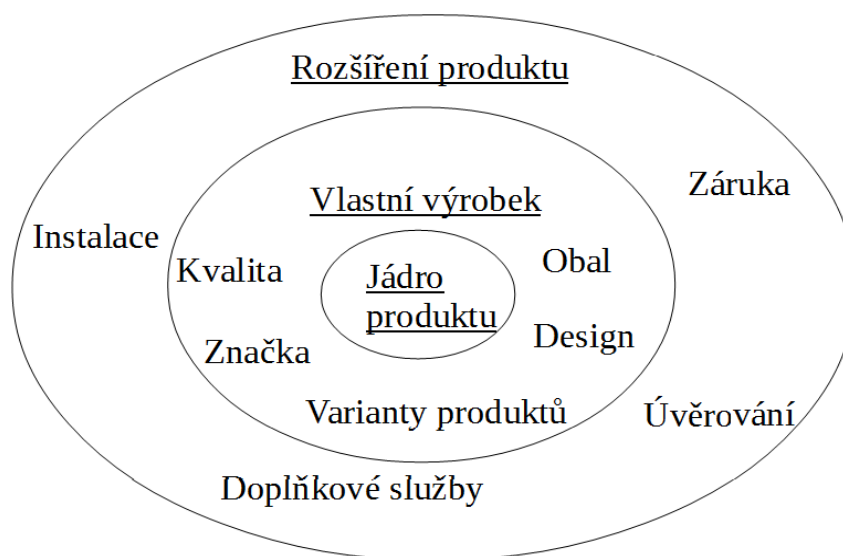 Rozšíření produktu
Záruka
Vlastní výrobek
Instalace
Kvalita
Obal
Jádro
produktu
Značka
Design
Varianty produktů
Úvěrování
Doplňkové služby